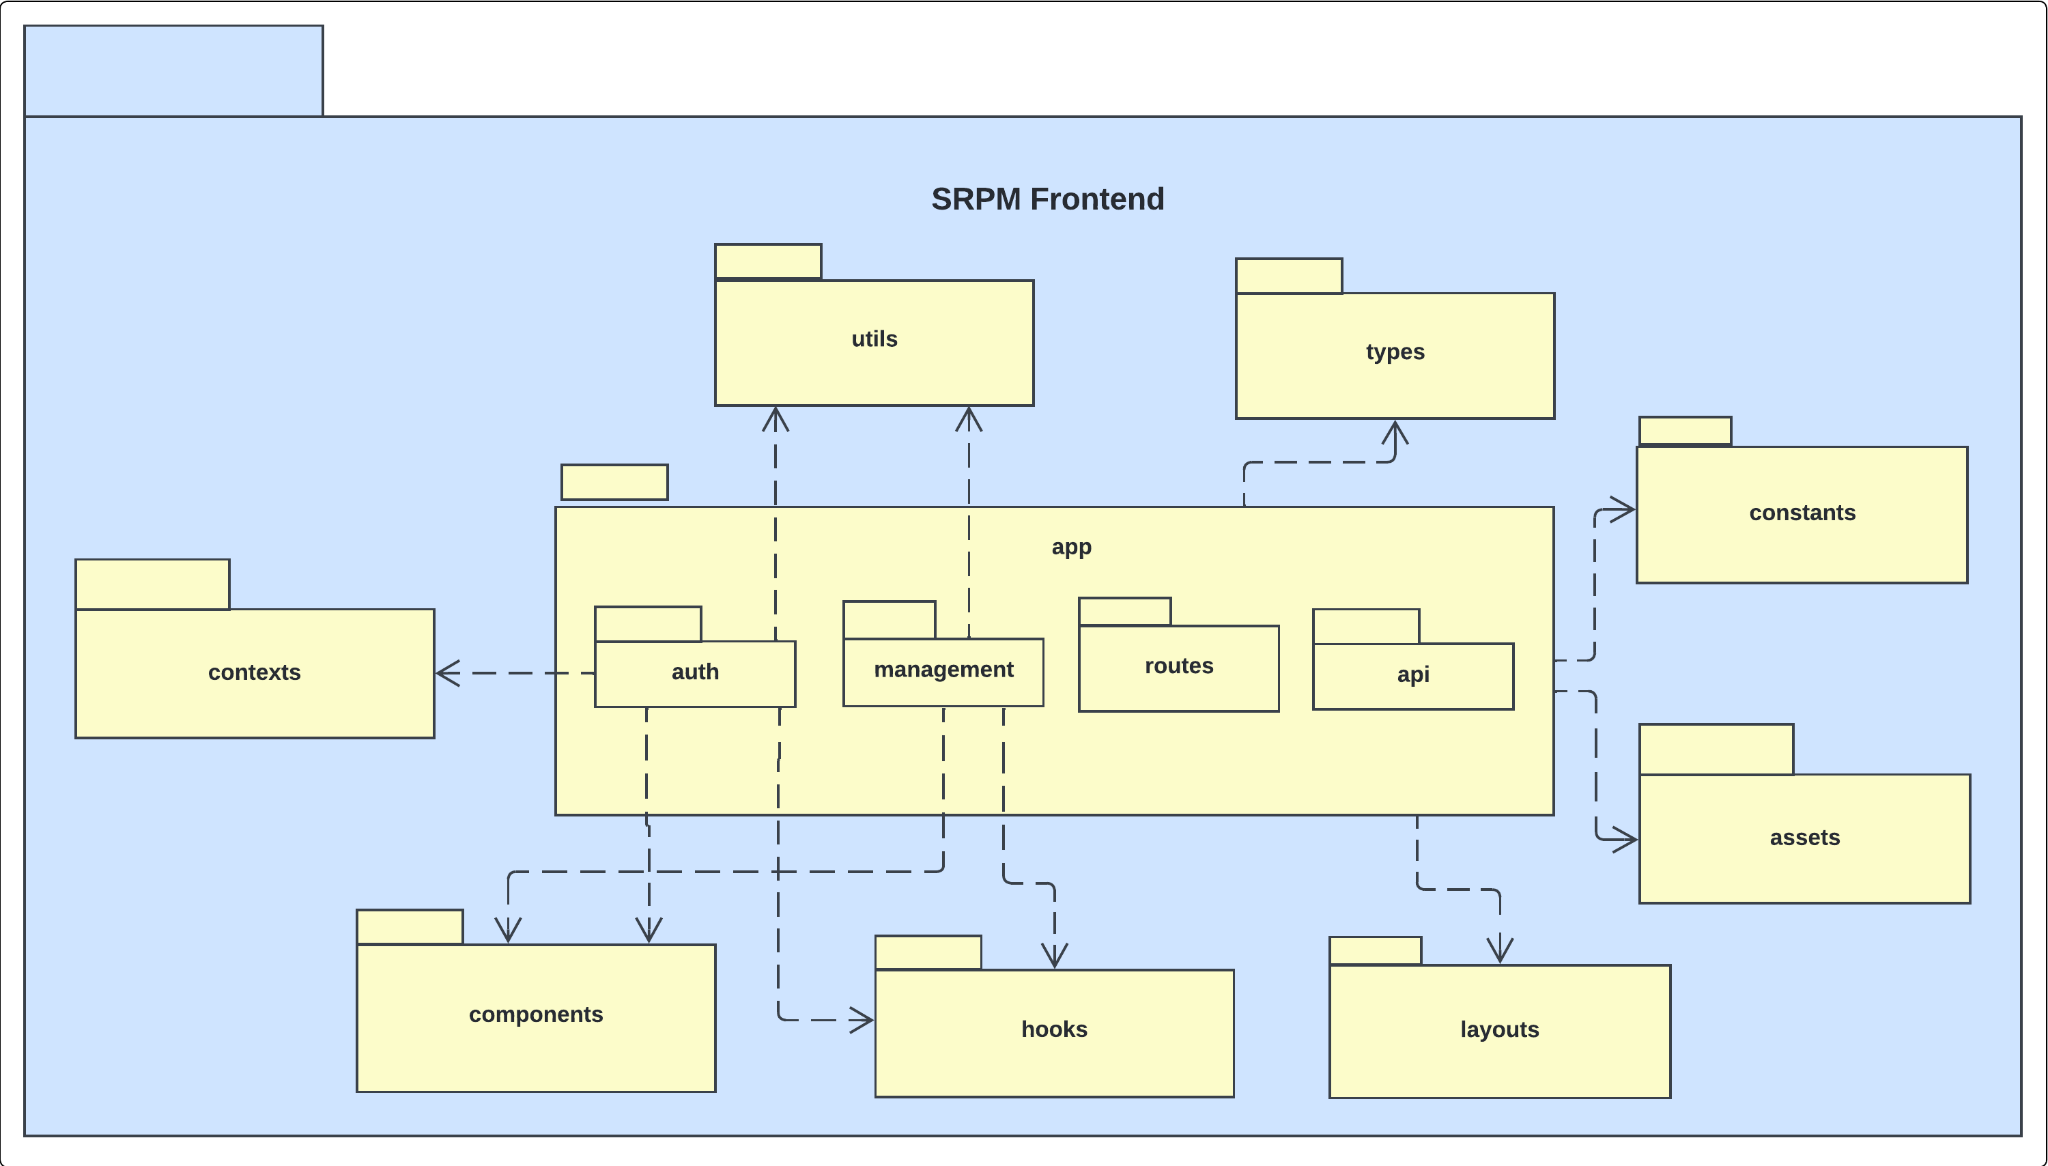 SRPM Frontend
utils
types
constants
app
contexts
auth
management
routes
api
assets
components
hooks
layouts